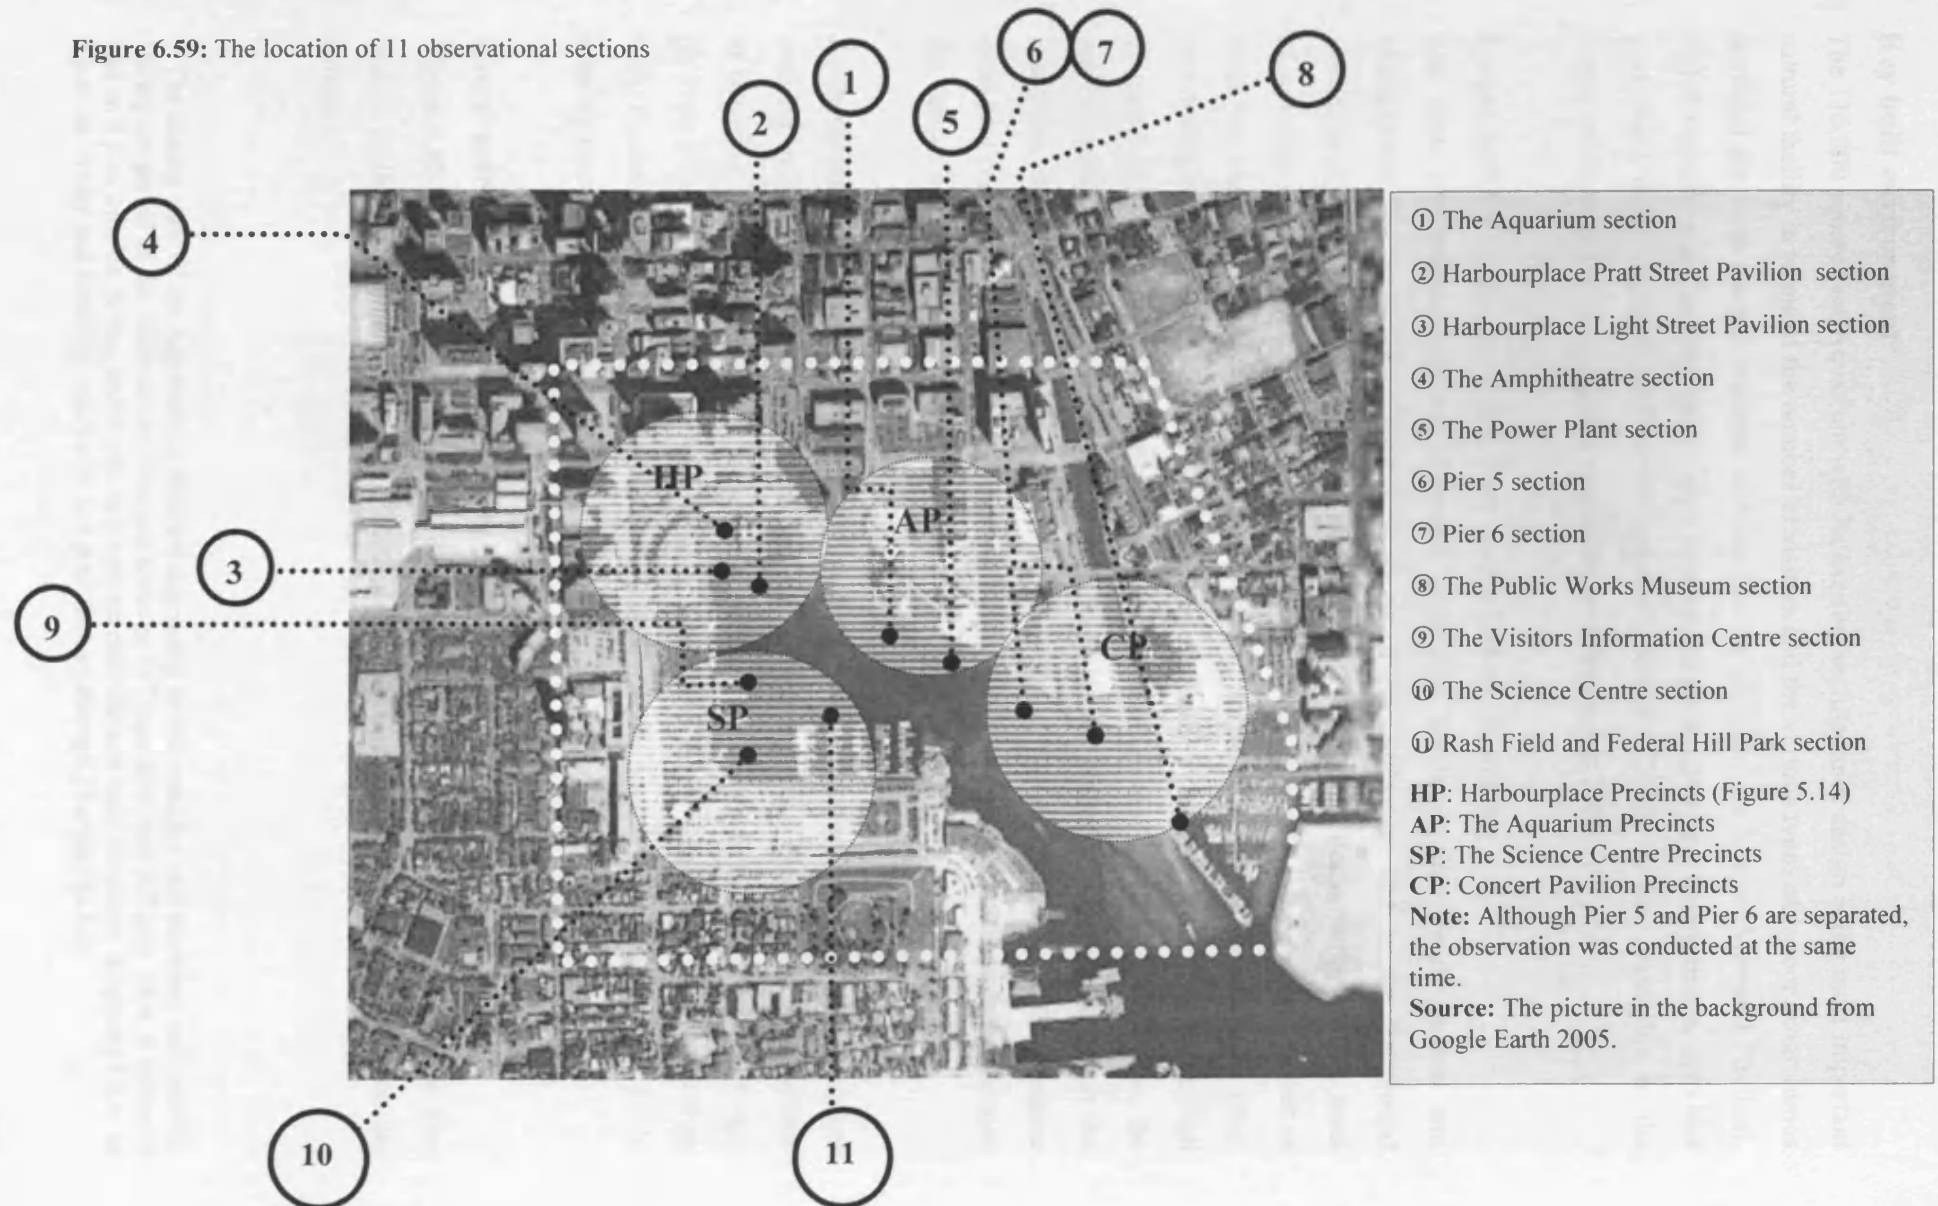 Figure 6.59: The location of 11 observational sections
6
7
1
8
2
5
4
3
9
10
11
HP
AP
CP
SP
① The Aquarium section
② Harbourplace Pratt Street Pavilion section
③ Harbourplace Light Street Pavilion section
④ The Amphitheatre section
⑤ The Power Plant section
⑥ Pier 5 section
⑦ Pier 6 section
⑧ The Public Works Museum section
⑨ The Visitors Information Centre section
⑩ The Science Centre section
⑪ Rash Field and Federal Hill Park section
HP: Harbourplace Precincts (Figure 5.14)
AP: The Aquarium Precincts
SP: The Science Centre Precincts
CP: Concert Pavilion Precincts
Note: Although Pier 5 and Pier 6 are separated,
the observation was conducted at the same
time.
Source: The picture in the background from
Google Earth 2005.